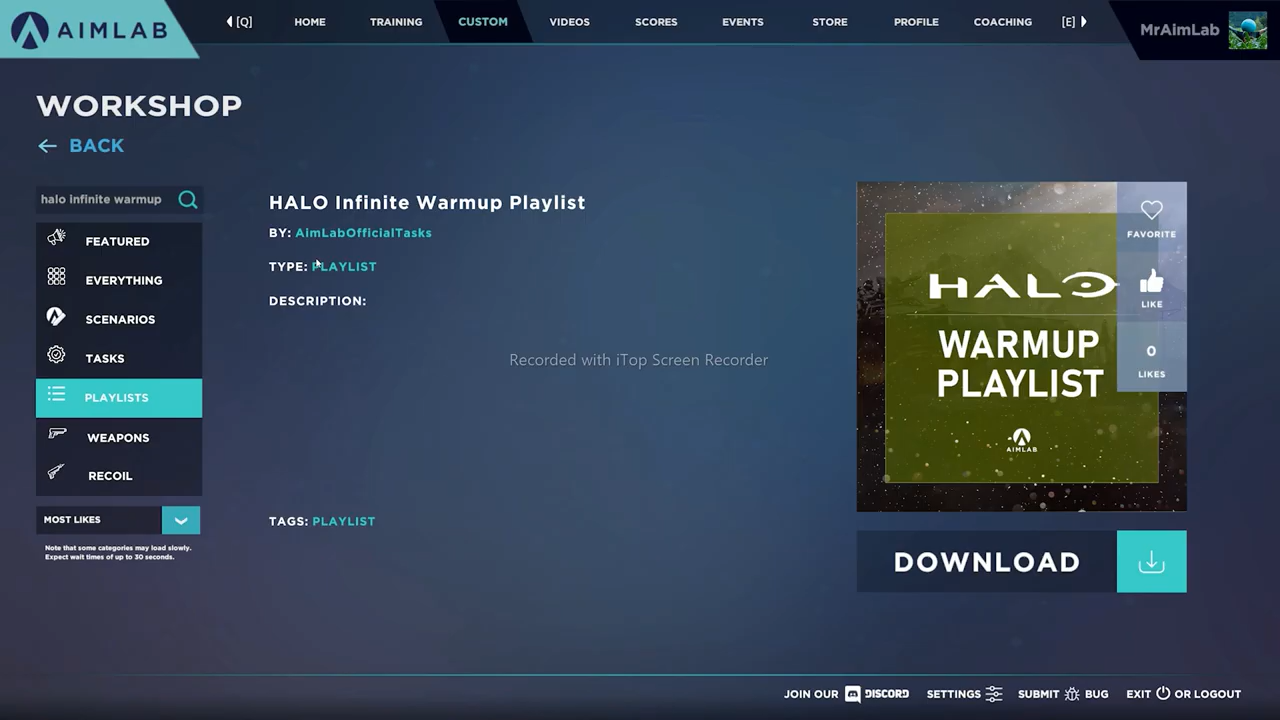 AIMLAB
[Q]
HOME
TRAINING
CUSTOM
VIDEOS
SCORES
EVENTS
STORE
PROFILE
COACHING
[E]
MrAimLab
WORKSHOP
BACK
halo infinite warmup
FEATURED
EVERYTHING
SCENARIOS
TASKS
PLAYLISTS
WEAPONS
RECOIL
MOST LIKES
Note that some categories may load slowly.
Expect wait times of up to 30 seconds.
HALO Infinite Warmup Playlist
BY: AimLabOfficialTasks
TYPE: PLAYLIST
DESCRIPTION:
Recorded with iTop Screen Recorder
TAGS: PLAYLIST
HALO
WARMUP
PLAYLIST
AIMLAB
FAVORITE
LIKE
0
LIKES
DOWNLOAD
JOIN OUR DISCORD
SETTINGS
SUBMIT BUG
EXIT OR LOGOUT